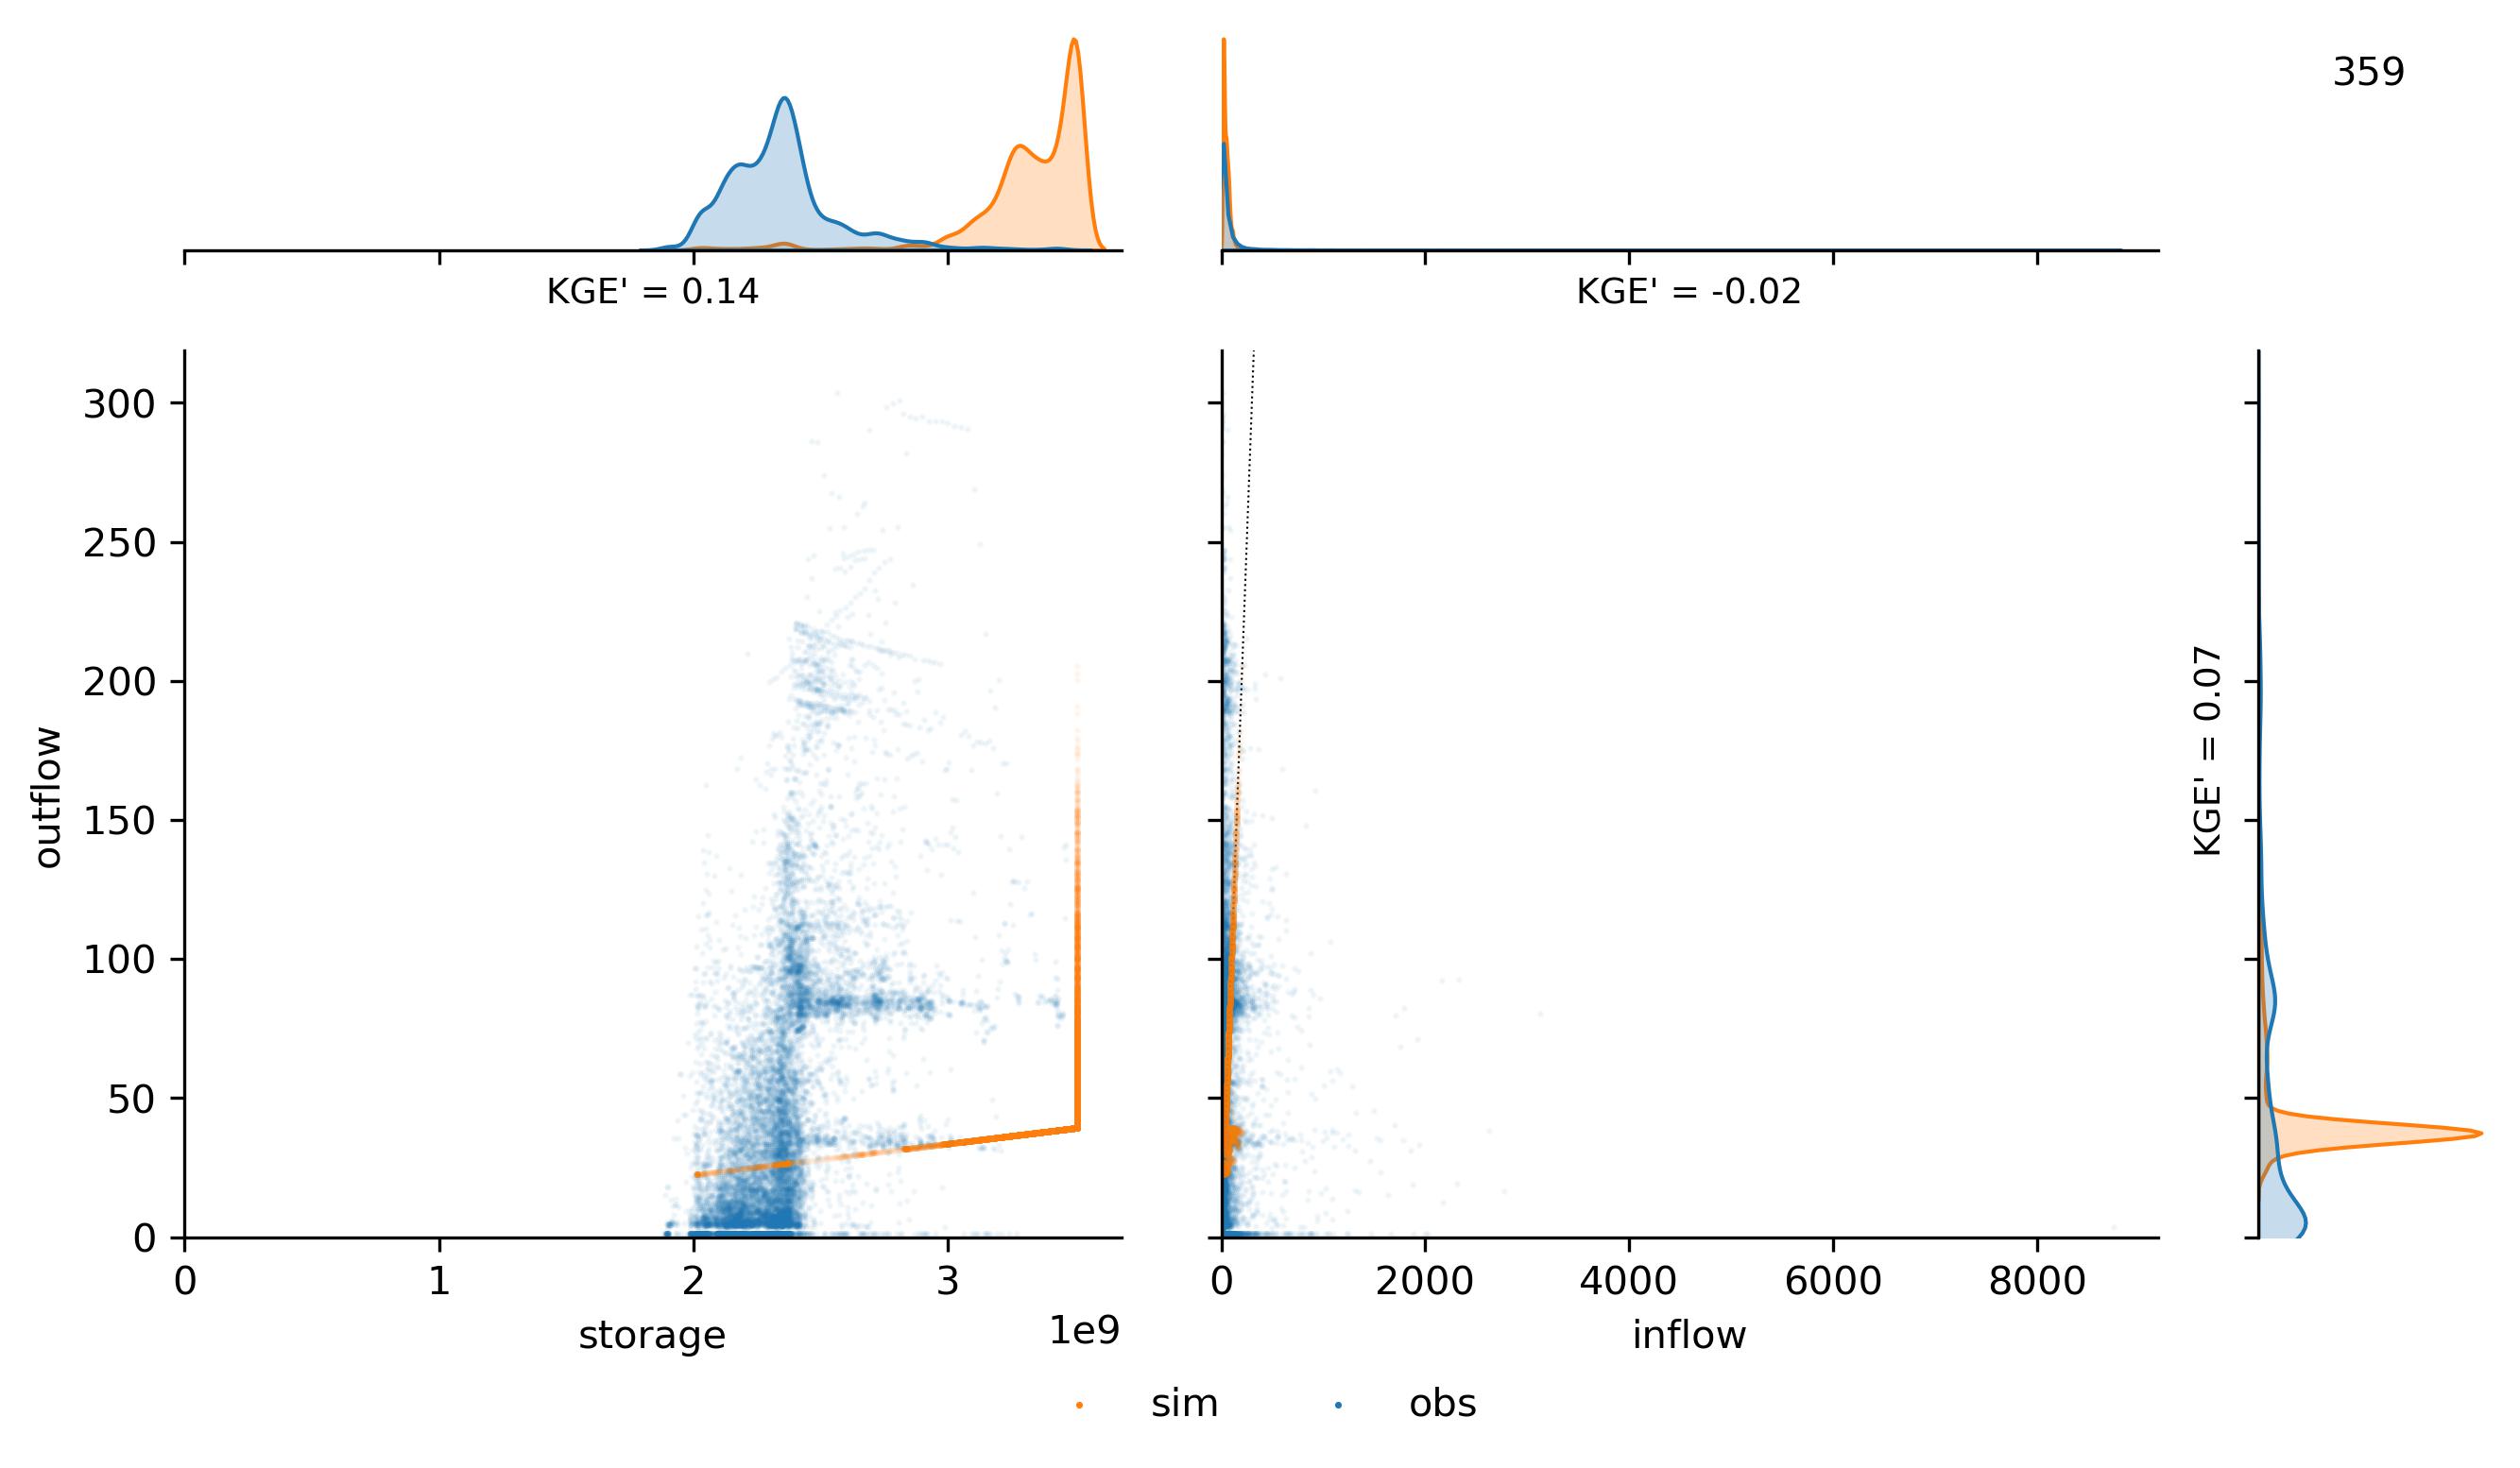 359
KGE' = 0.14
KGE' = -0.02
300
250
200
150
100
50
0
outflow
KGE' = 0.07
0 1 2 3
1e9
storage
0 2000 4000 6000 8000
inflow
sim obs